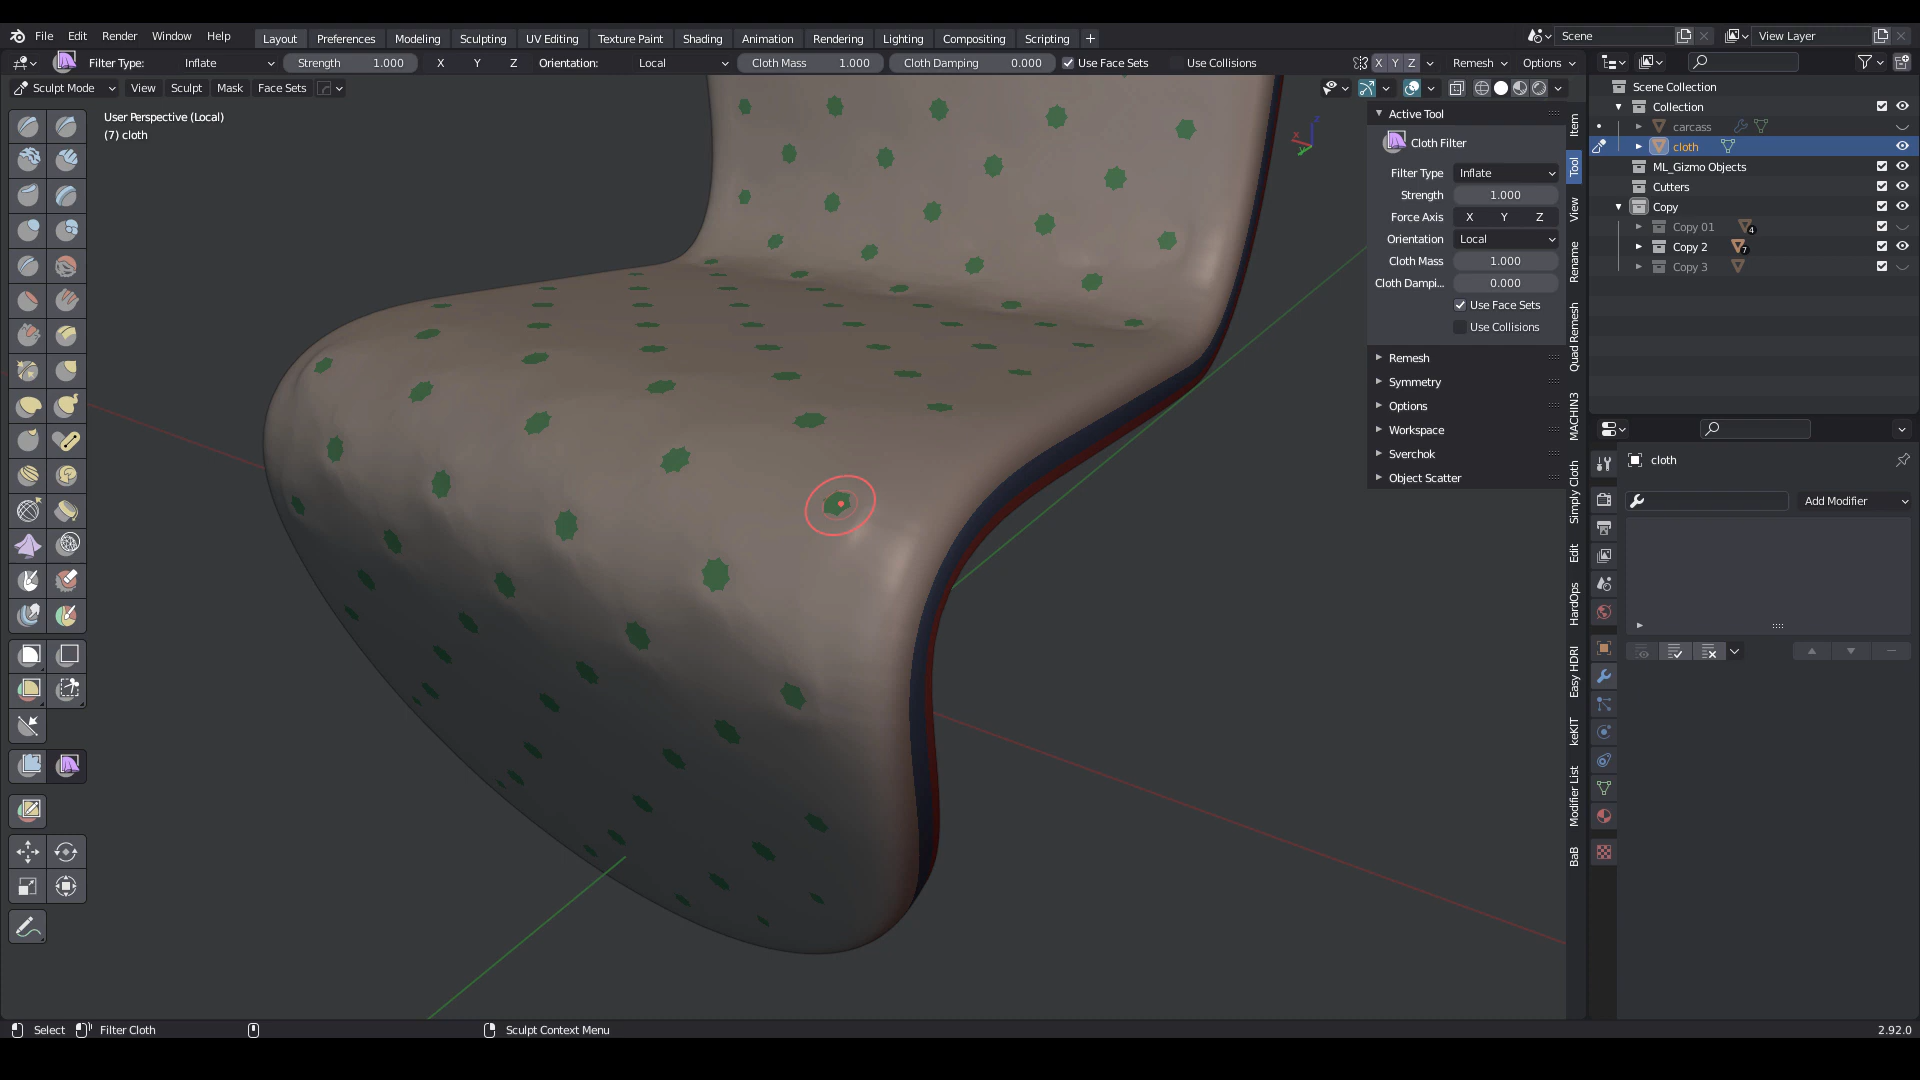 File Edit Render Window Help Layout Preferences Modeling Sculpting UV Editing Texture Paint Shading Animation Rendering Lighting Compositing Scripting + Scene View Layer
Filter Type: Inflate Strength 1.000 X Y Z Orientation: Local Cloth Mass 1.000 Cloth Damping 0.000 Use Face Sets Use Collisions X Y Z Remesh Options
Sculpt Mode View Sculpt Mask Face Sets
User Perspective (Local)
(7) cloth
Z
X
Y
Active Tool
Cloth Filter
Filter Type Inflate
Strength 1.000
Force Axis X Y Z
Orientation Local
Cloth Mass 1.000
Cloth Dampi... 0.000
Use Face Sets
Use Collisions
Remesh
Symmetry
Options
Workspace
Sverchok
Object Scatter
Item
Tool
View
Rename
Quad Remesh
MACHIN3
Simply Cloth
Edit
HardOps
Easy HDRI
keKIT
Modifier List
BaB
Scene Collection
Collection
carcass
cloth
ML_Gizmo Objects
Cutters
Copy
Copy 01 4
Copy 2 7
Copy 3
cloth
Add Modifier
Select Filter Cloth Sculpt Context Menu 2.92.0